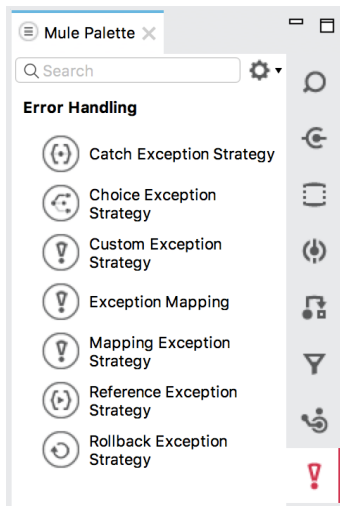 Mule Palette
Search
Error Handling
Catch Exception Strategy
Choice Exception
Strategy
Custom Exception
Strategy
Exception Mapping
Mapping Exception
Strategy
Reference Exception
Strategy
Rollback Exception
Strategy